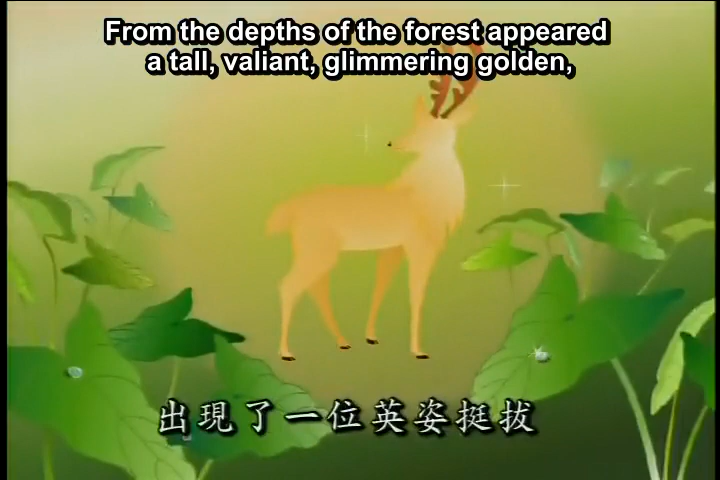 From the depths of the forest appeared
a tall, valiant, glimmering golden,
出現了一位英姿挺拔